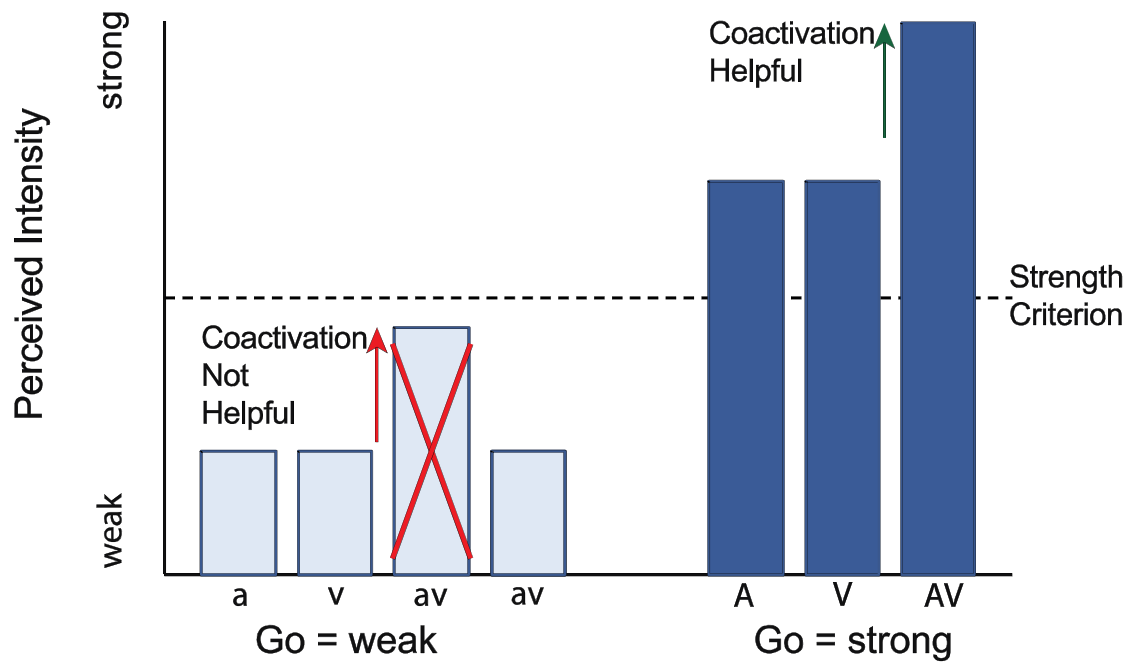 strong
Perceived Intensity
weak
Coactivation
Not
Helpful
Coactivation
Helpful
Strength
Criterion
a
v
av
av
A
V
AV
Go = weak
Go = strong